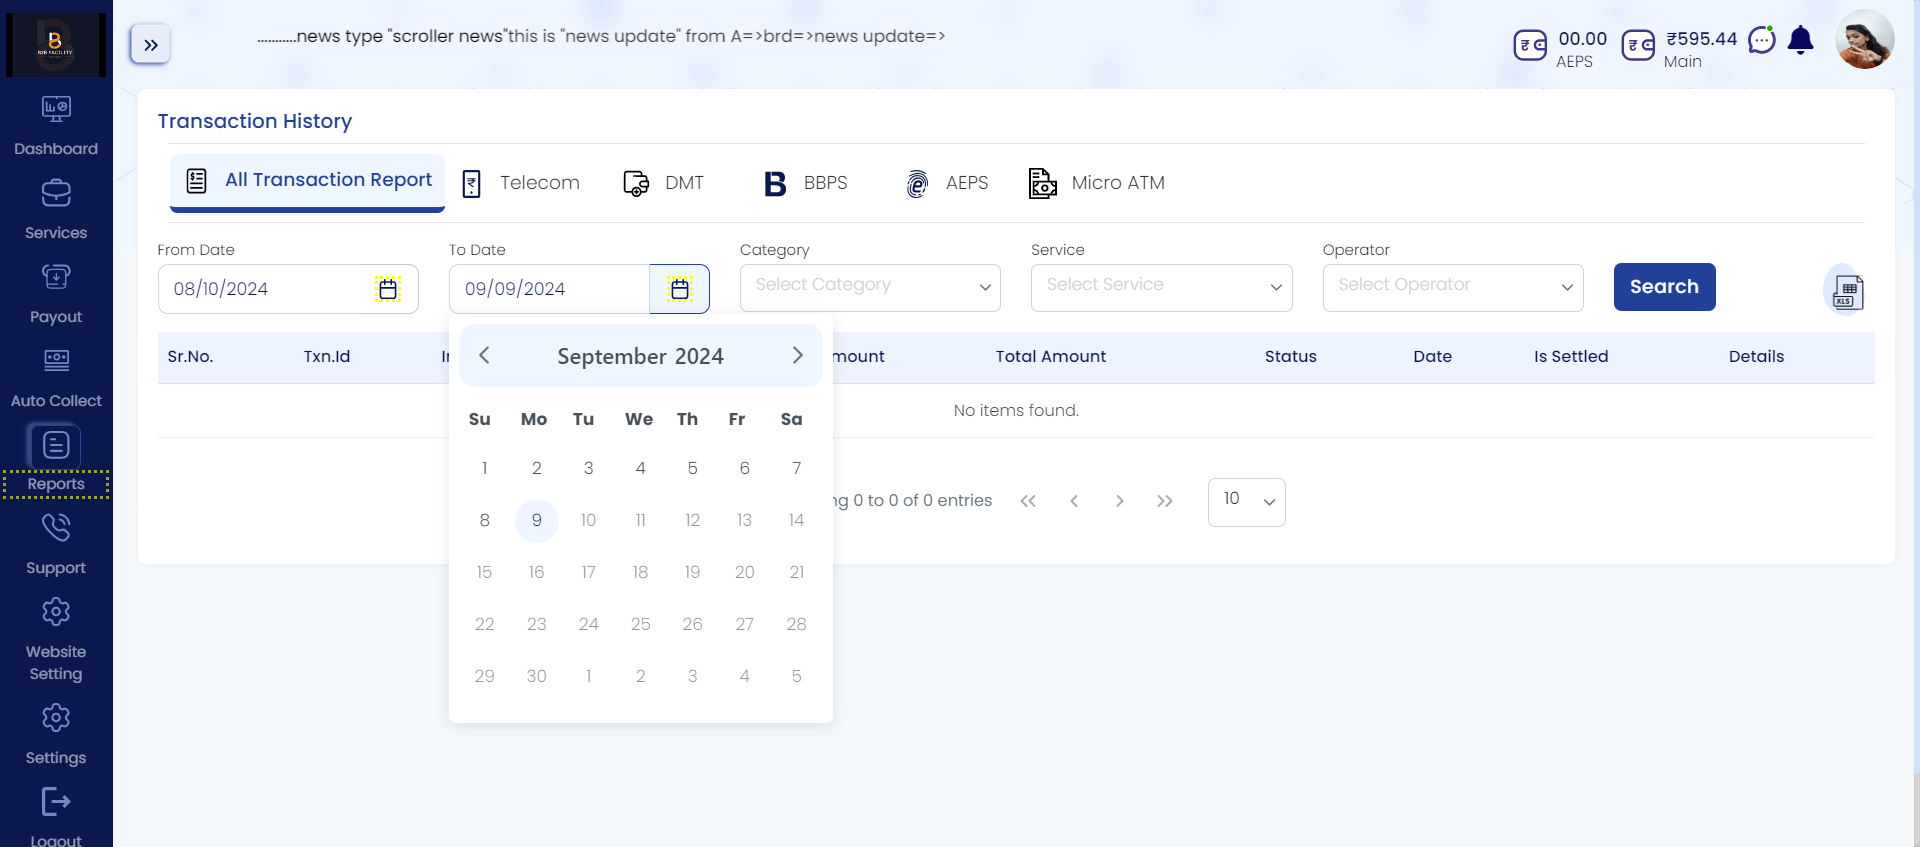 B2B FACILITY
...........news type "scroller news"this is "news update" from A=>brd=>news update=>
00.00
AEPS
₹595.44
Main
Dashboard
Services
Payout
Auto Collect
Reports
Support
Website
Setting
Settings
Logout
Transaction History
All Transaction Report
Telecom
DMT
BBPS
AEPS
Micro ATM
From Date
To Date
Category
Service
Operator
08/10/2024
09/09/2024
Select Category
Select Service
Select Operator
Search
XLS
Sr.No. Txn.Id mount Total Amount Status Date Is Settled Details
No items found.
ng 0 to 0 of 0 entries
10
September 2024
Su Mo Tu We Th Fr Sa
1 2 3 4 5 6 7
8 9 10 11 12 13 14
15 16 17 18 19 20 21
22 23 24 25 26 27 28
29 30 1 2 3 4 5